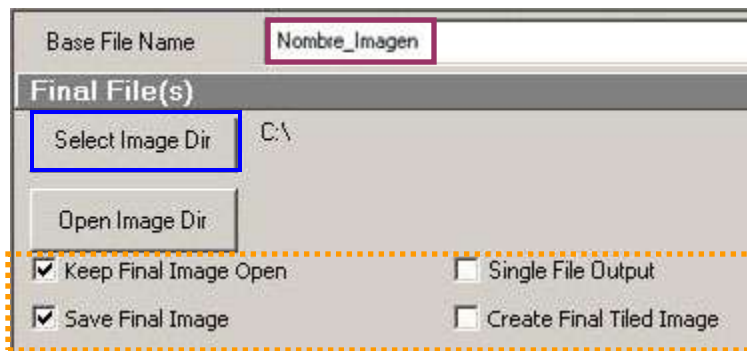 Base File Name Nombre_Imagen
Final File(s)
Select Image Dir C:\
Open Image Dir
Keep Final Image Open Single File Output
Save Final Image Create Final Tiled Image